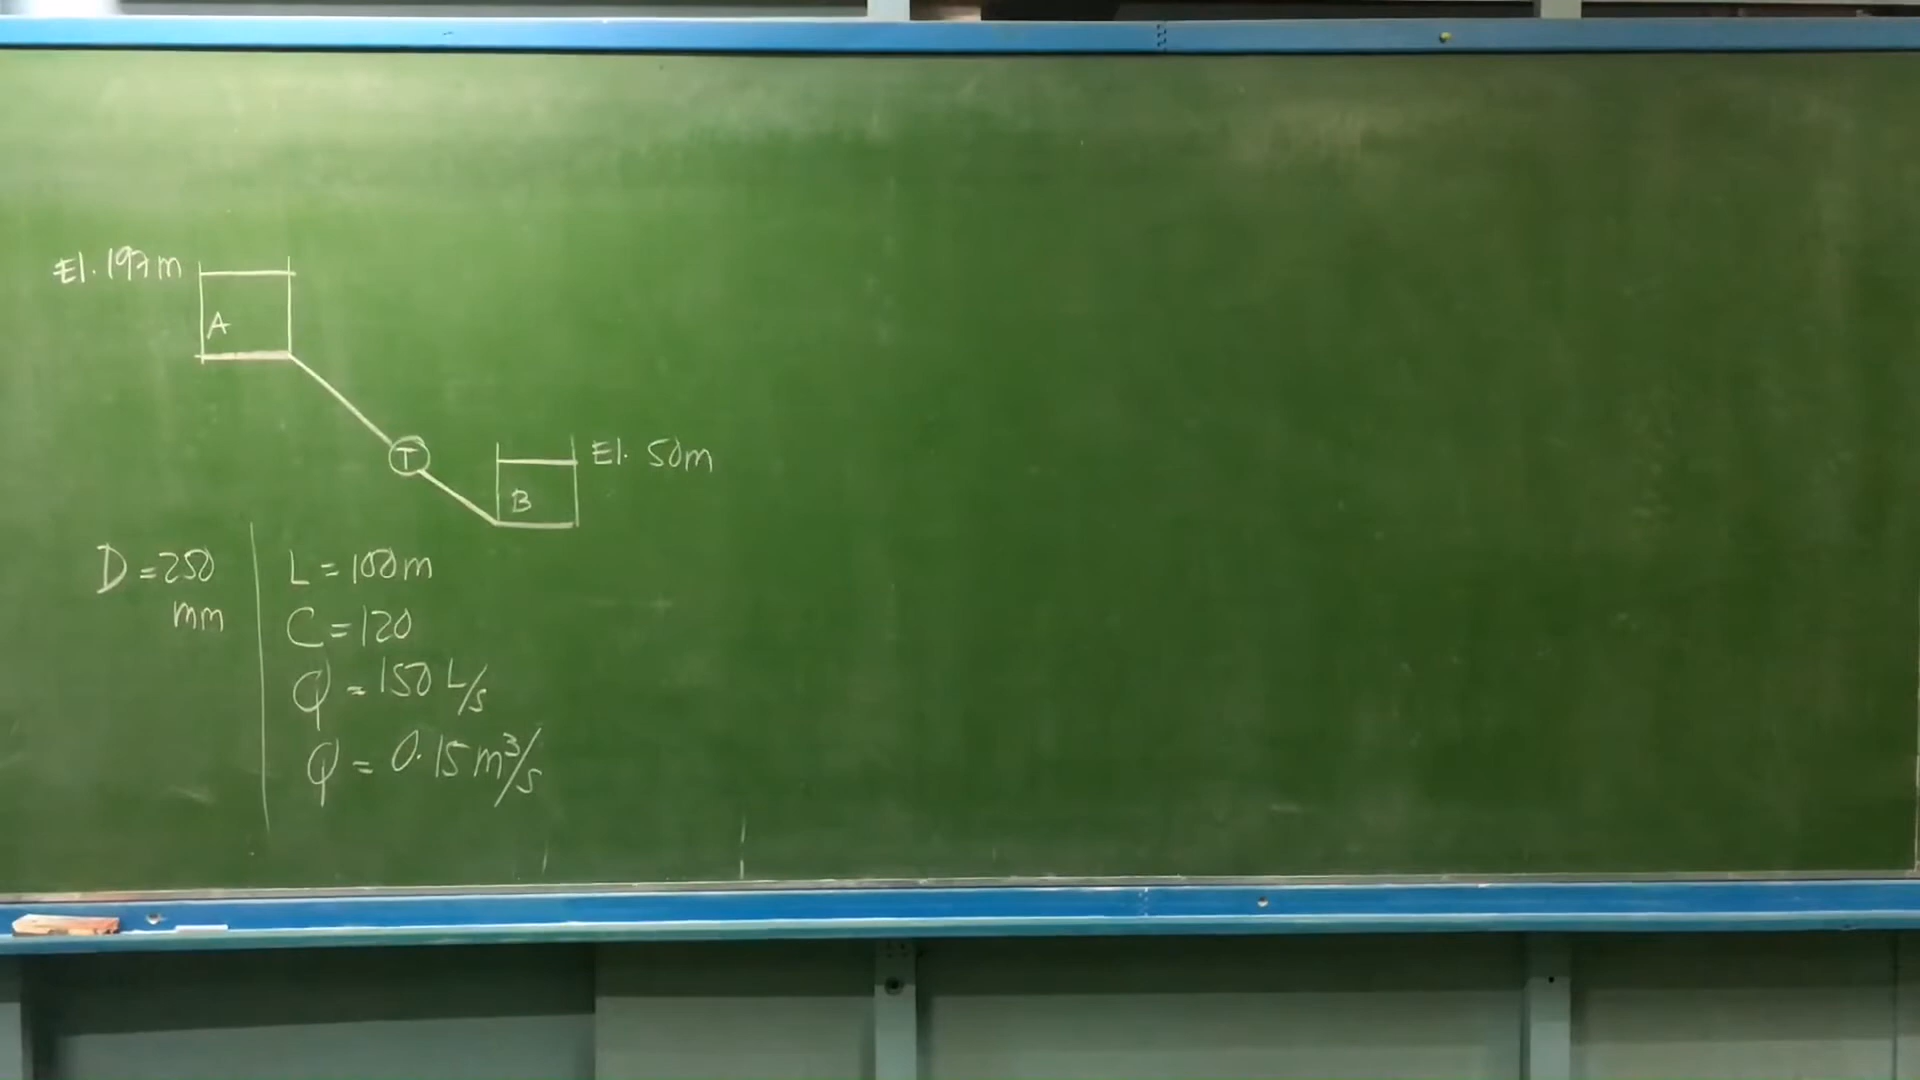 El. 197m
A
T
El. 50m
B
D = 250
mm
L = 100m
C = 120
Q = 150 L/s
Q = 0.15 m³/s